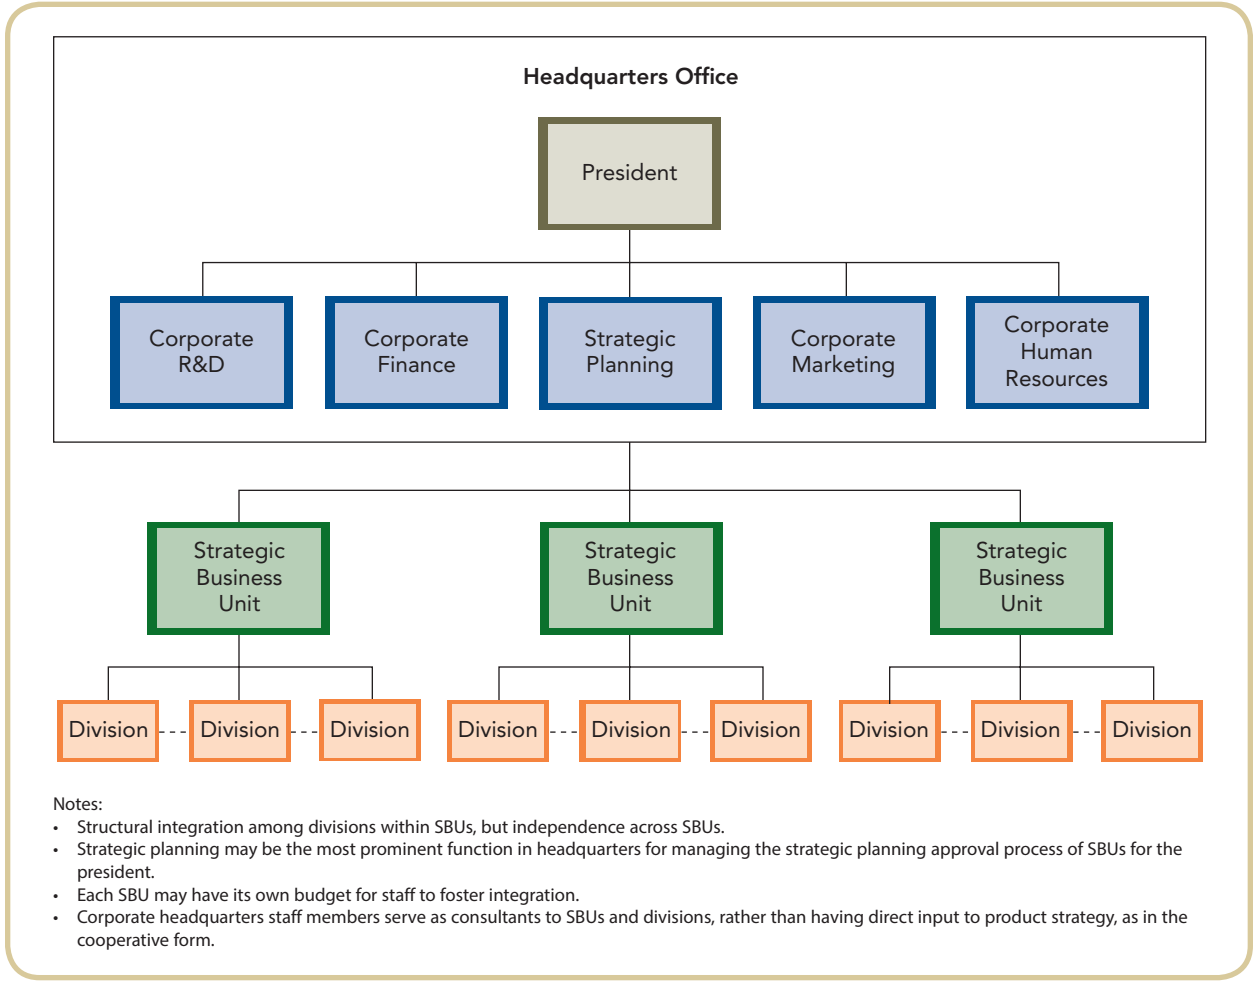 Headquarters Office
President
Corporate
R&D
Corporate
Finance
Strategic
Planning
Corporate
Marketing
Corporate
Human
Resources
Strategic
Business
Unit
Strategic
Business
Unit
Strategic
Business
Unit
Division
Division
Division
Division
Division
Division
Division
Division
Division
Notes:
• Structural integration among divisions within SBUs, but independence across SBUs.
• Strategic planning may be the most prominent function in headquarters for managing the strategic planning approval process of SBUs for the
president.
• Each SBU may have its own budget for staff to foster integration.
• Corporate headquarters staff members serve as consultants to SBUs and divisions, rather than having direct input to product strategy, as in the
cooperative form.